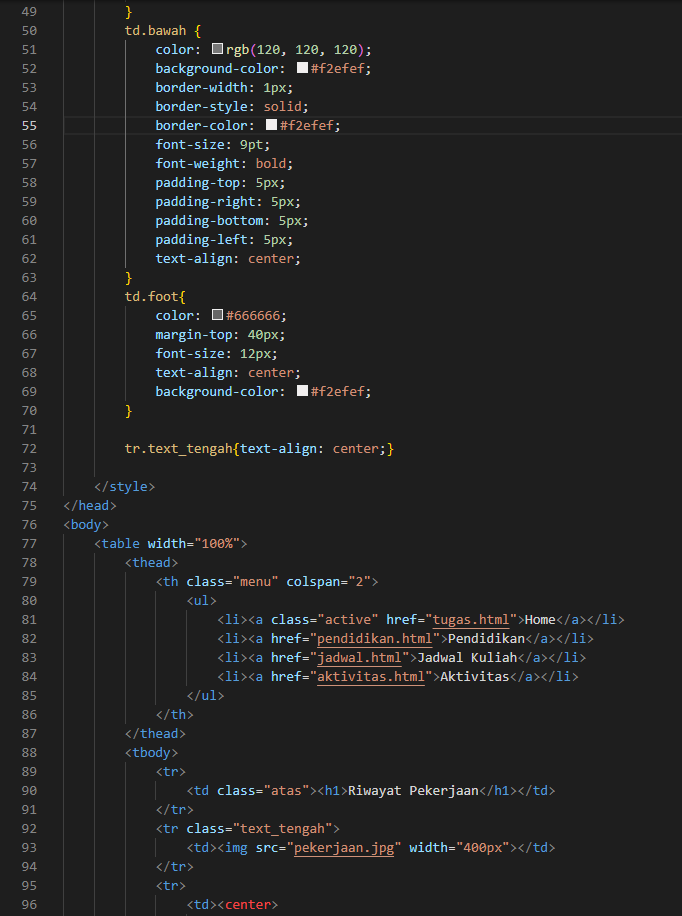 49 }
50 td.bawah {
51 color: rgb(120, 120, 120);
52 background-color: #f2efef;
53 border-width: 1px;
54 border-style: solid;
55 border-color: #f2efef;
56 font-size: 9pt;
57 font-weight: bold;
58 padding-top: 5px;
59 padding-right: 5px;
60 padding-bottom: 5px;
61 padding-left: 5px;
62 text-align: center;
63 }
64 td.foot{
65 color: #666666;
66 margin-top: 40px;
67 font-size: 12px;
68 text-align: center;
69 background-color: #f2efef;
70 }
71
72 tr.text_tengah{text-align: center;}
73
74 </style>
75 </head>
76 <body>
77 <table width="100%">
78 <thead>
79 <th class="menu" colspan="2">
80 <ul>
81 <li><a class="active" href="tugas.html">Home</a></li>
82 <li><a href="pendidikan.html">Pendidikan</a></li>
83 <li><a href="jadwal.html">Jadwal Kuliah</a></li>
84 <li><a href="aktivitas.html">Aktivitas</a></li>
85 </ul>
86 </th>
87 </thead>
88 <tbody>
89 <tr>
90 <td class="atas"><h1>Riwayat Pekerjaan</h1></td>
91 </tr>
92 <tr class="text_tengah">
93 <td><img src="pekerjaan.jpg" width="400px"></td>
94 </tr>
95 <tr>
96 <td><center>